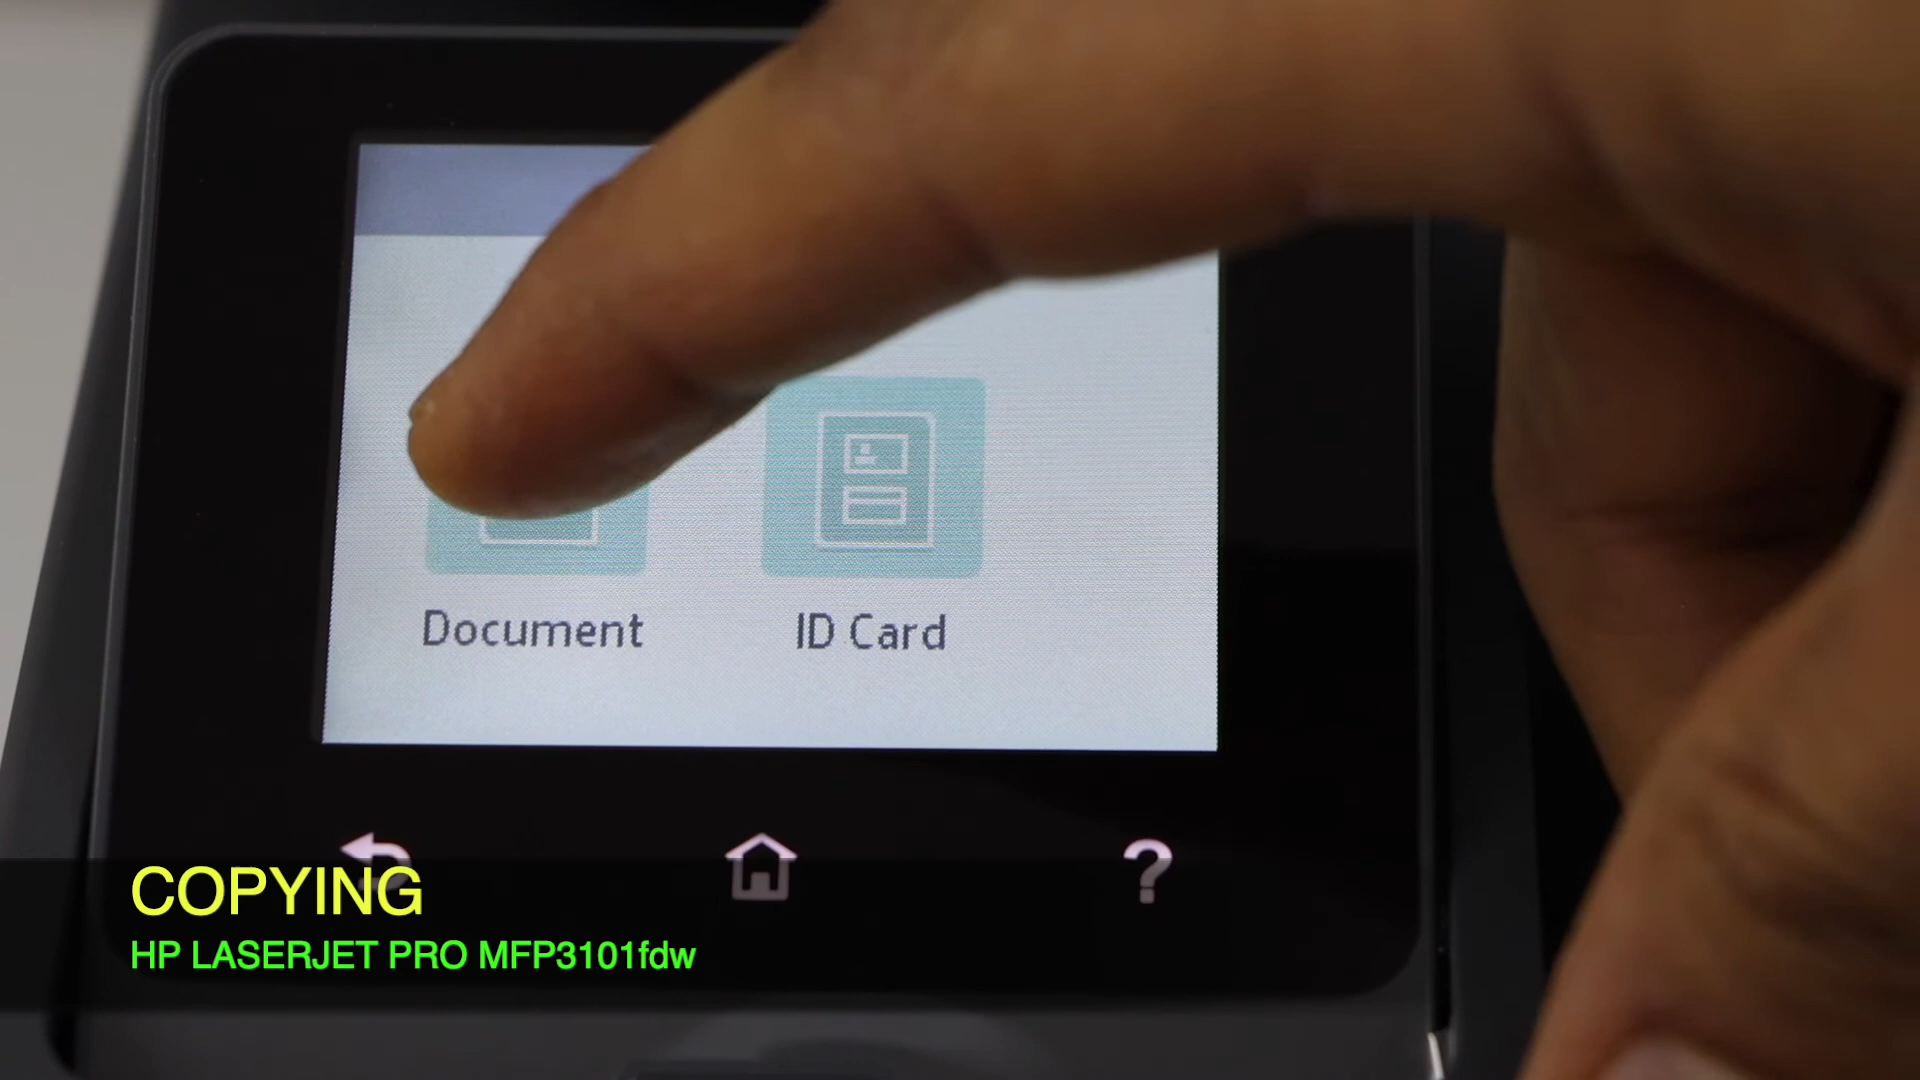 Document
ID Card
?
COPYING
HP LASERJET PRO MFP3101fdw